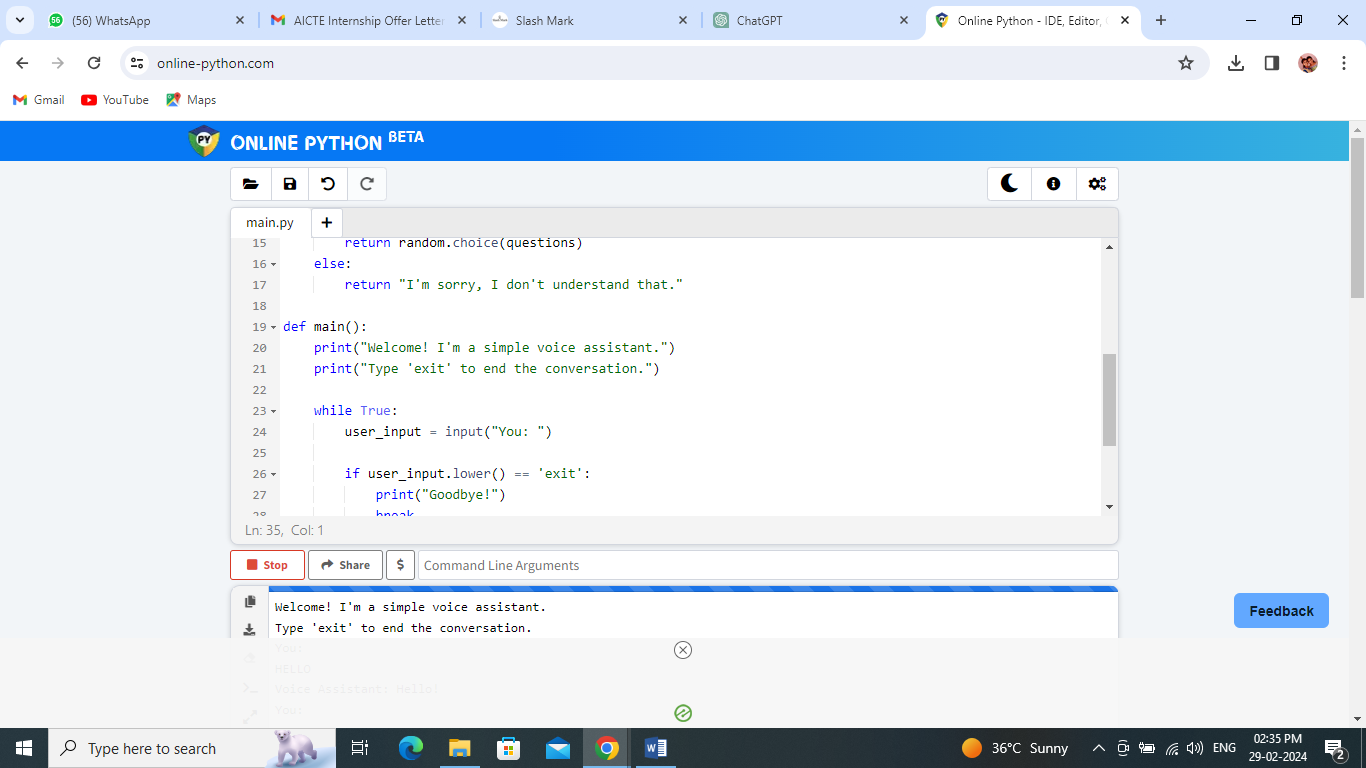 (56) WhatsApp
AICTE Internship Offer Letter
Slash Mark
ChatGPT
Online Python - IDE, Editor,
online-python.com
Gmail
YouTube
Maps
PY
ONLINE PYTHON BETA
main.py
+
15 return random.choice(questions)
16 else:
17 return "I'm sorry, I don't understand that."
18
19 def main():
20 print("Welcome! I'm a simple voice assistant.")
21 print("Type 'exit' to end the conversation.")
22
23 while True:
24 user_input = input("You: ")
25
26 if user_input.lower() == 'exit':
27 print("Goodbye!")
28 break
Ln: 35, Col: 1
Stop
Share
$
Command Line Arguments
Welcome! I'm a simple voice assistant.
Type 'exit' to end the conversation.
You:
HELLO
Voice Assistant: Hello!
You:
Feedback
Type here to search
36°C Sunny
ENG
02:35 PM
29-02-2024
2